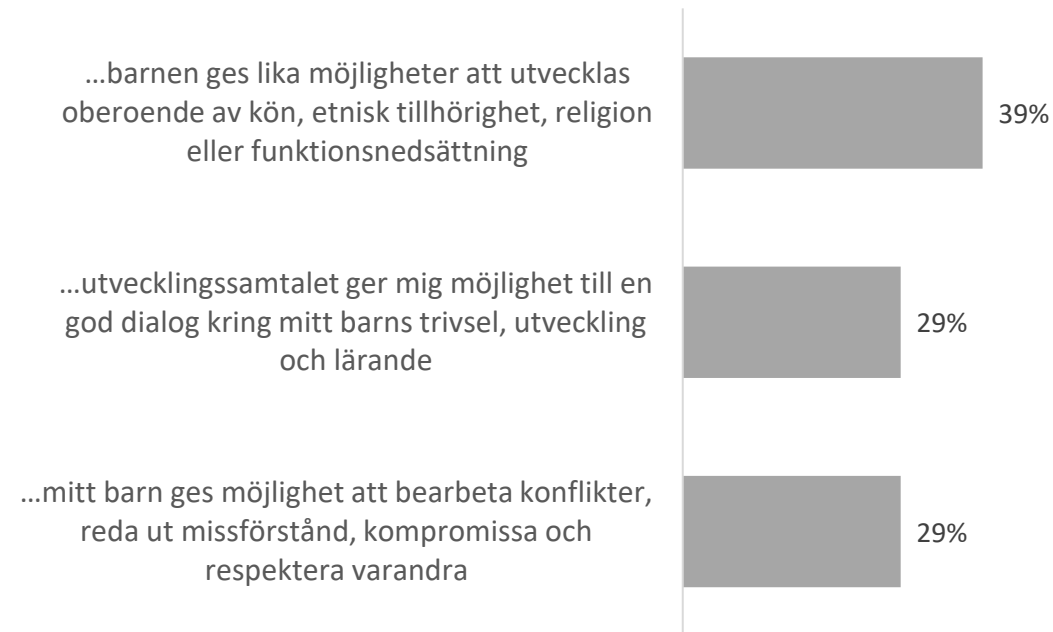 …barnen ges lika möjligheter att utvecklas
oberoende av kön, etnisk tillhörighet, religion
eller funktionsnedsättning
39%
…utvecklingssamtalet ger mig möjlighet till en
god dialog kring mitt barns trivsel, utveckling
och lärande
29%
…mitt barn ges möjlighet att bearbeta konflikter,
reda ut missförstånd, kompromissa och
respektera varandra
29%